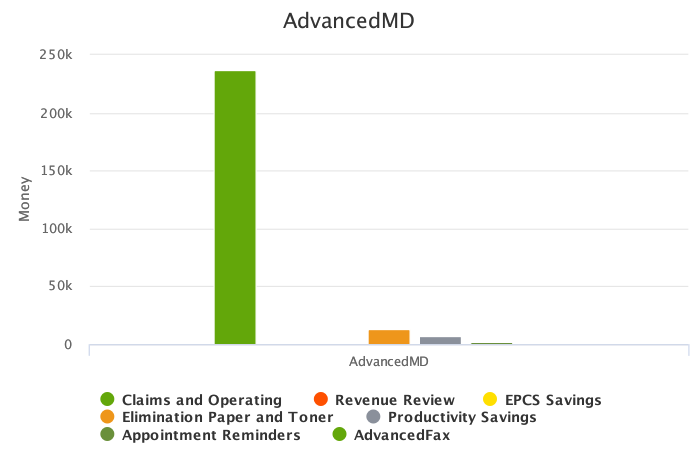 AdvancedMD
250k
200k
150k
100k
50k
0
Money
AdvancedMD
Claims and Operating Revenue Review EPCS Savings
Elimination Paper and Toner Productivity Savings
Appointment Reminders AdvancedFax